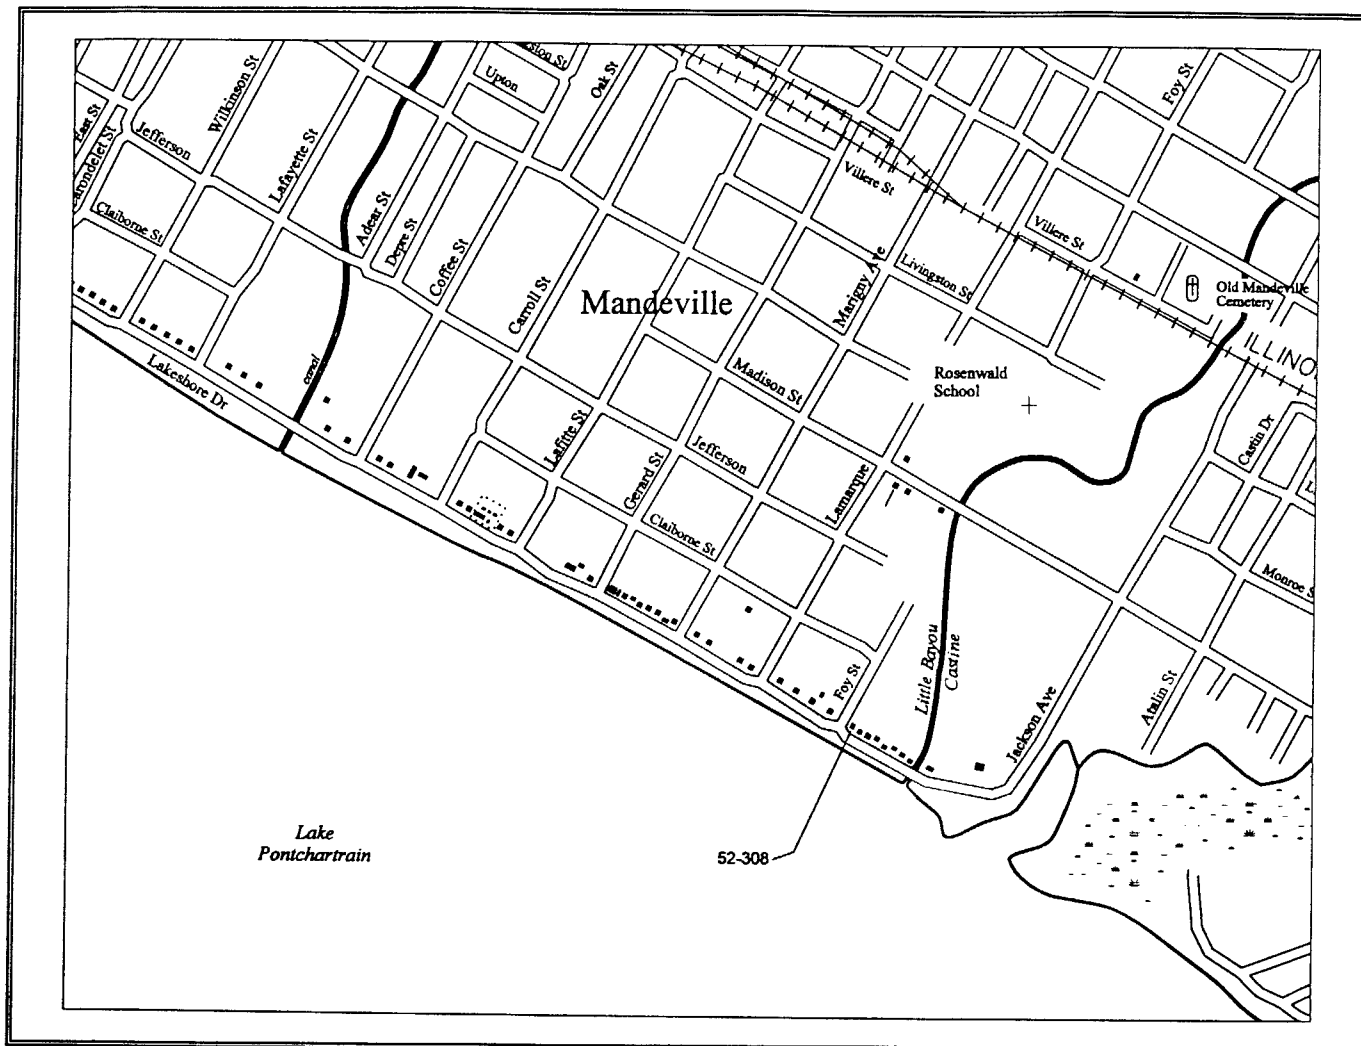 Wilkinson St
Upton
Oak St
Foy St
East St
Jefferson
Lafayette St
Villere St
Adear St
Depre St
Claiborne St
Coffee St
Carroll St
Mandeville
Marigny Ave
Livingston St
Villere St
Old Mandeville
Cemetery
ILLINO
Rosenwald
School
Madison St
canal
Lakeshore Dr
Lafitte St
Gerard St
Jefferson
Lamarque
Castin Dr
Claiborne St
Monroe S
Foy St
Little Bayou
Castine
Jackson Ave
Atalin St
Lake
Pontchartrain
52-308